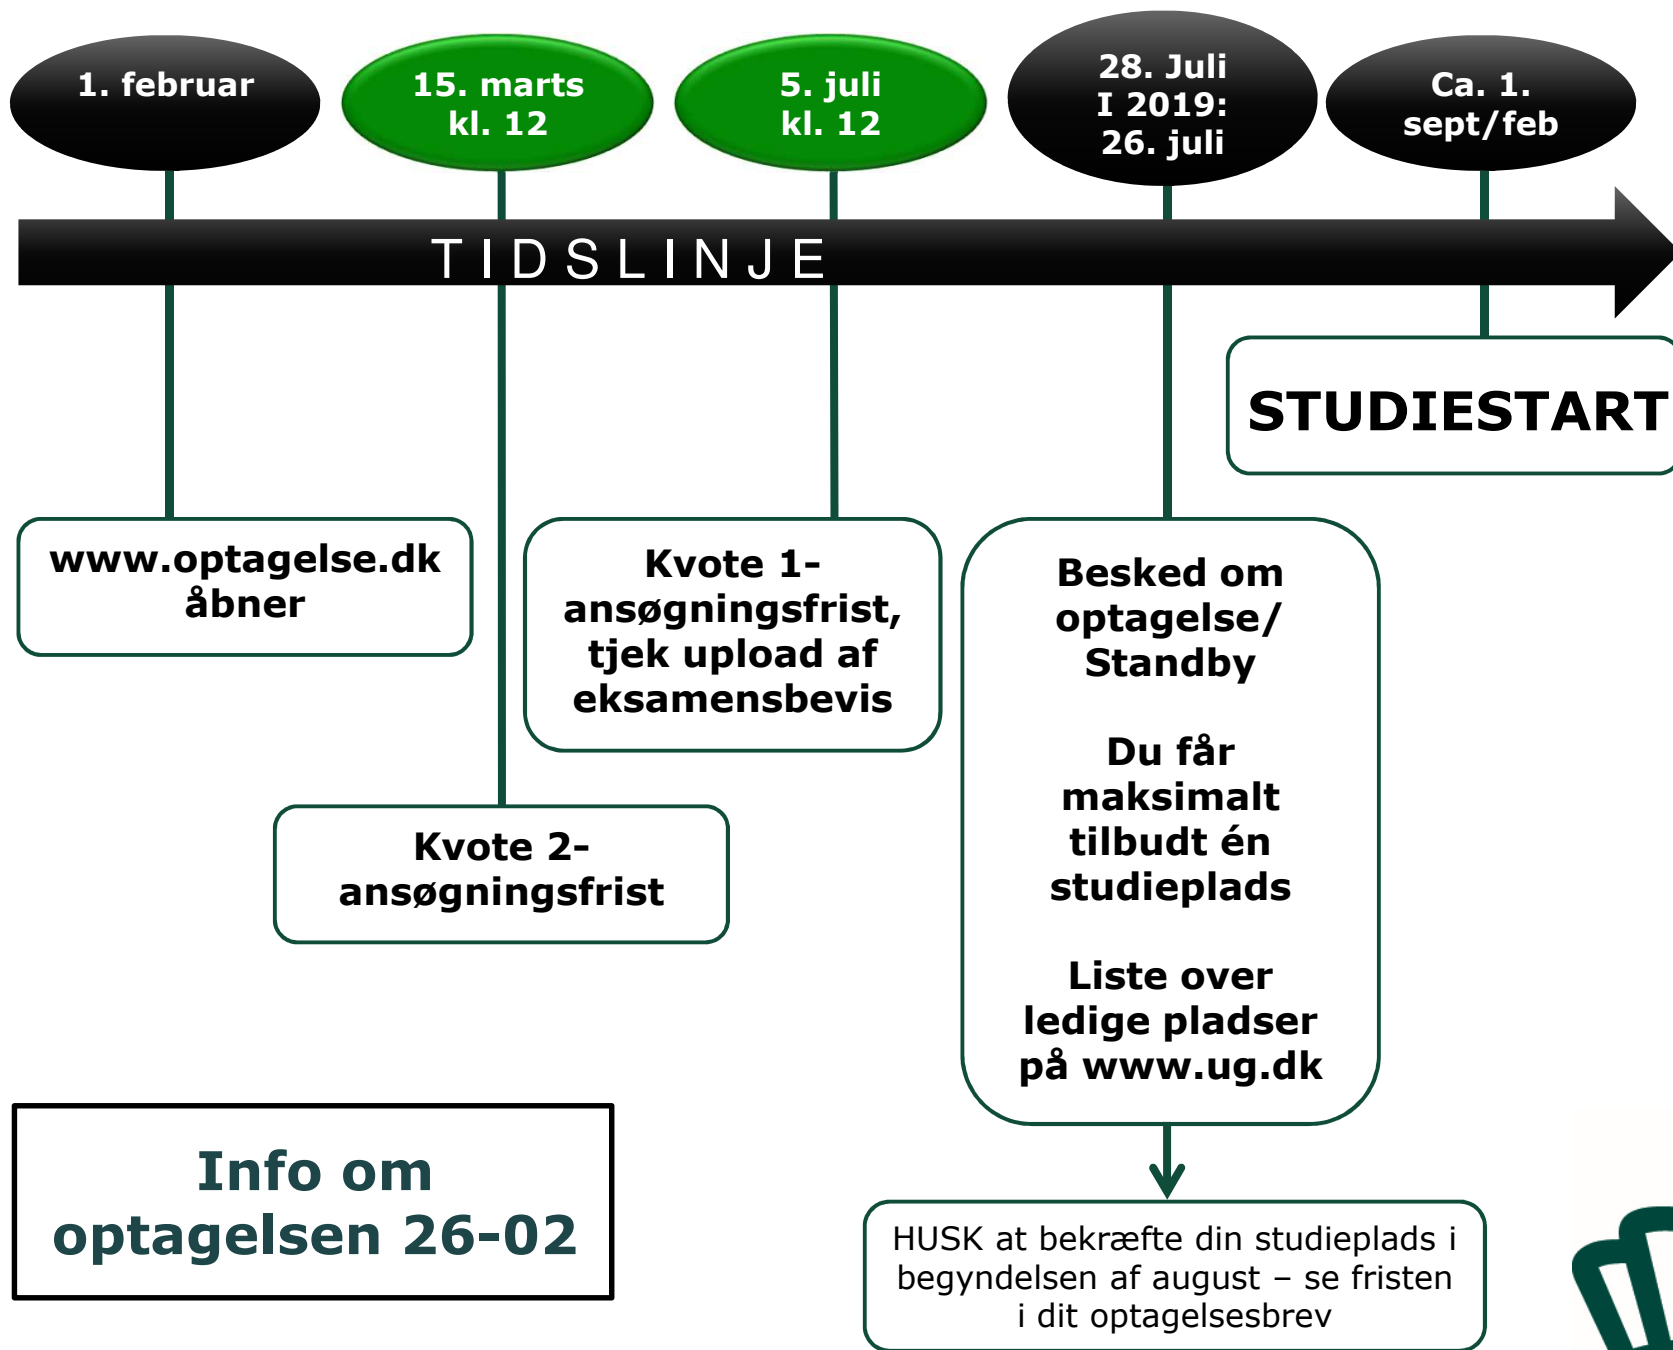 1. februar
15. marts
kl. 12
5. juli
kl. 12
28. Juli
I 2019:
26. juli
Ca. 1.
sept/feb
TIDSLINJE
STUDIESTART
www.optagelse.dk
åbner
Kvote 2-
ansøgningsfrist
Kvote 1-
ansøgningsfrist,
tjek upload af
eksamensbevis
Besked om
optagelse/
Standby
Du får
maksimalt
tilbudt én
studieplads
Liste over
ledige pladser
på www.ug.dk
HUSK at bekræfte din studieplads i
begyndelsen af august – se fristen
i dit optagelsesbrev
Info om
optagelsen 26-02